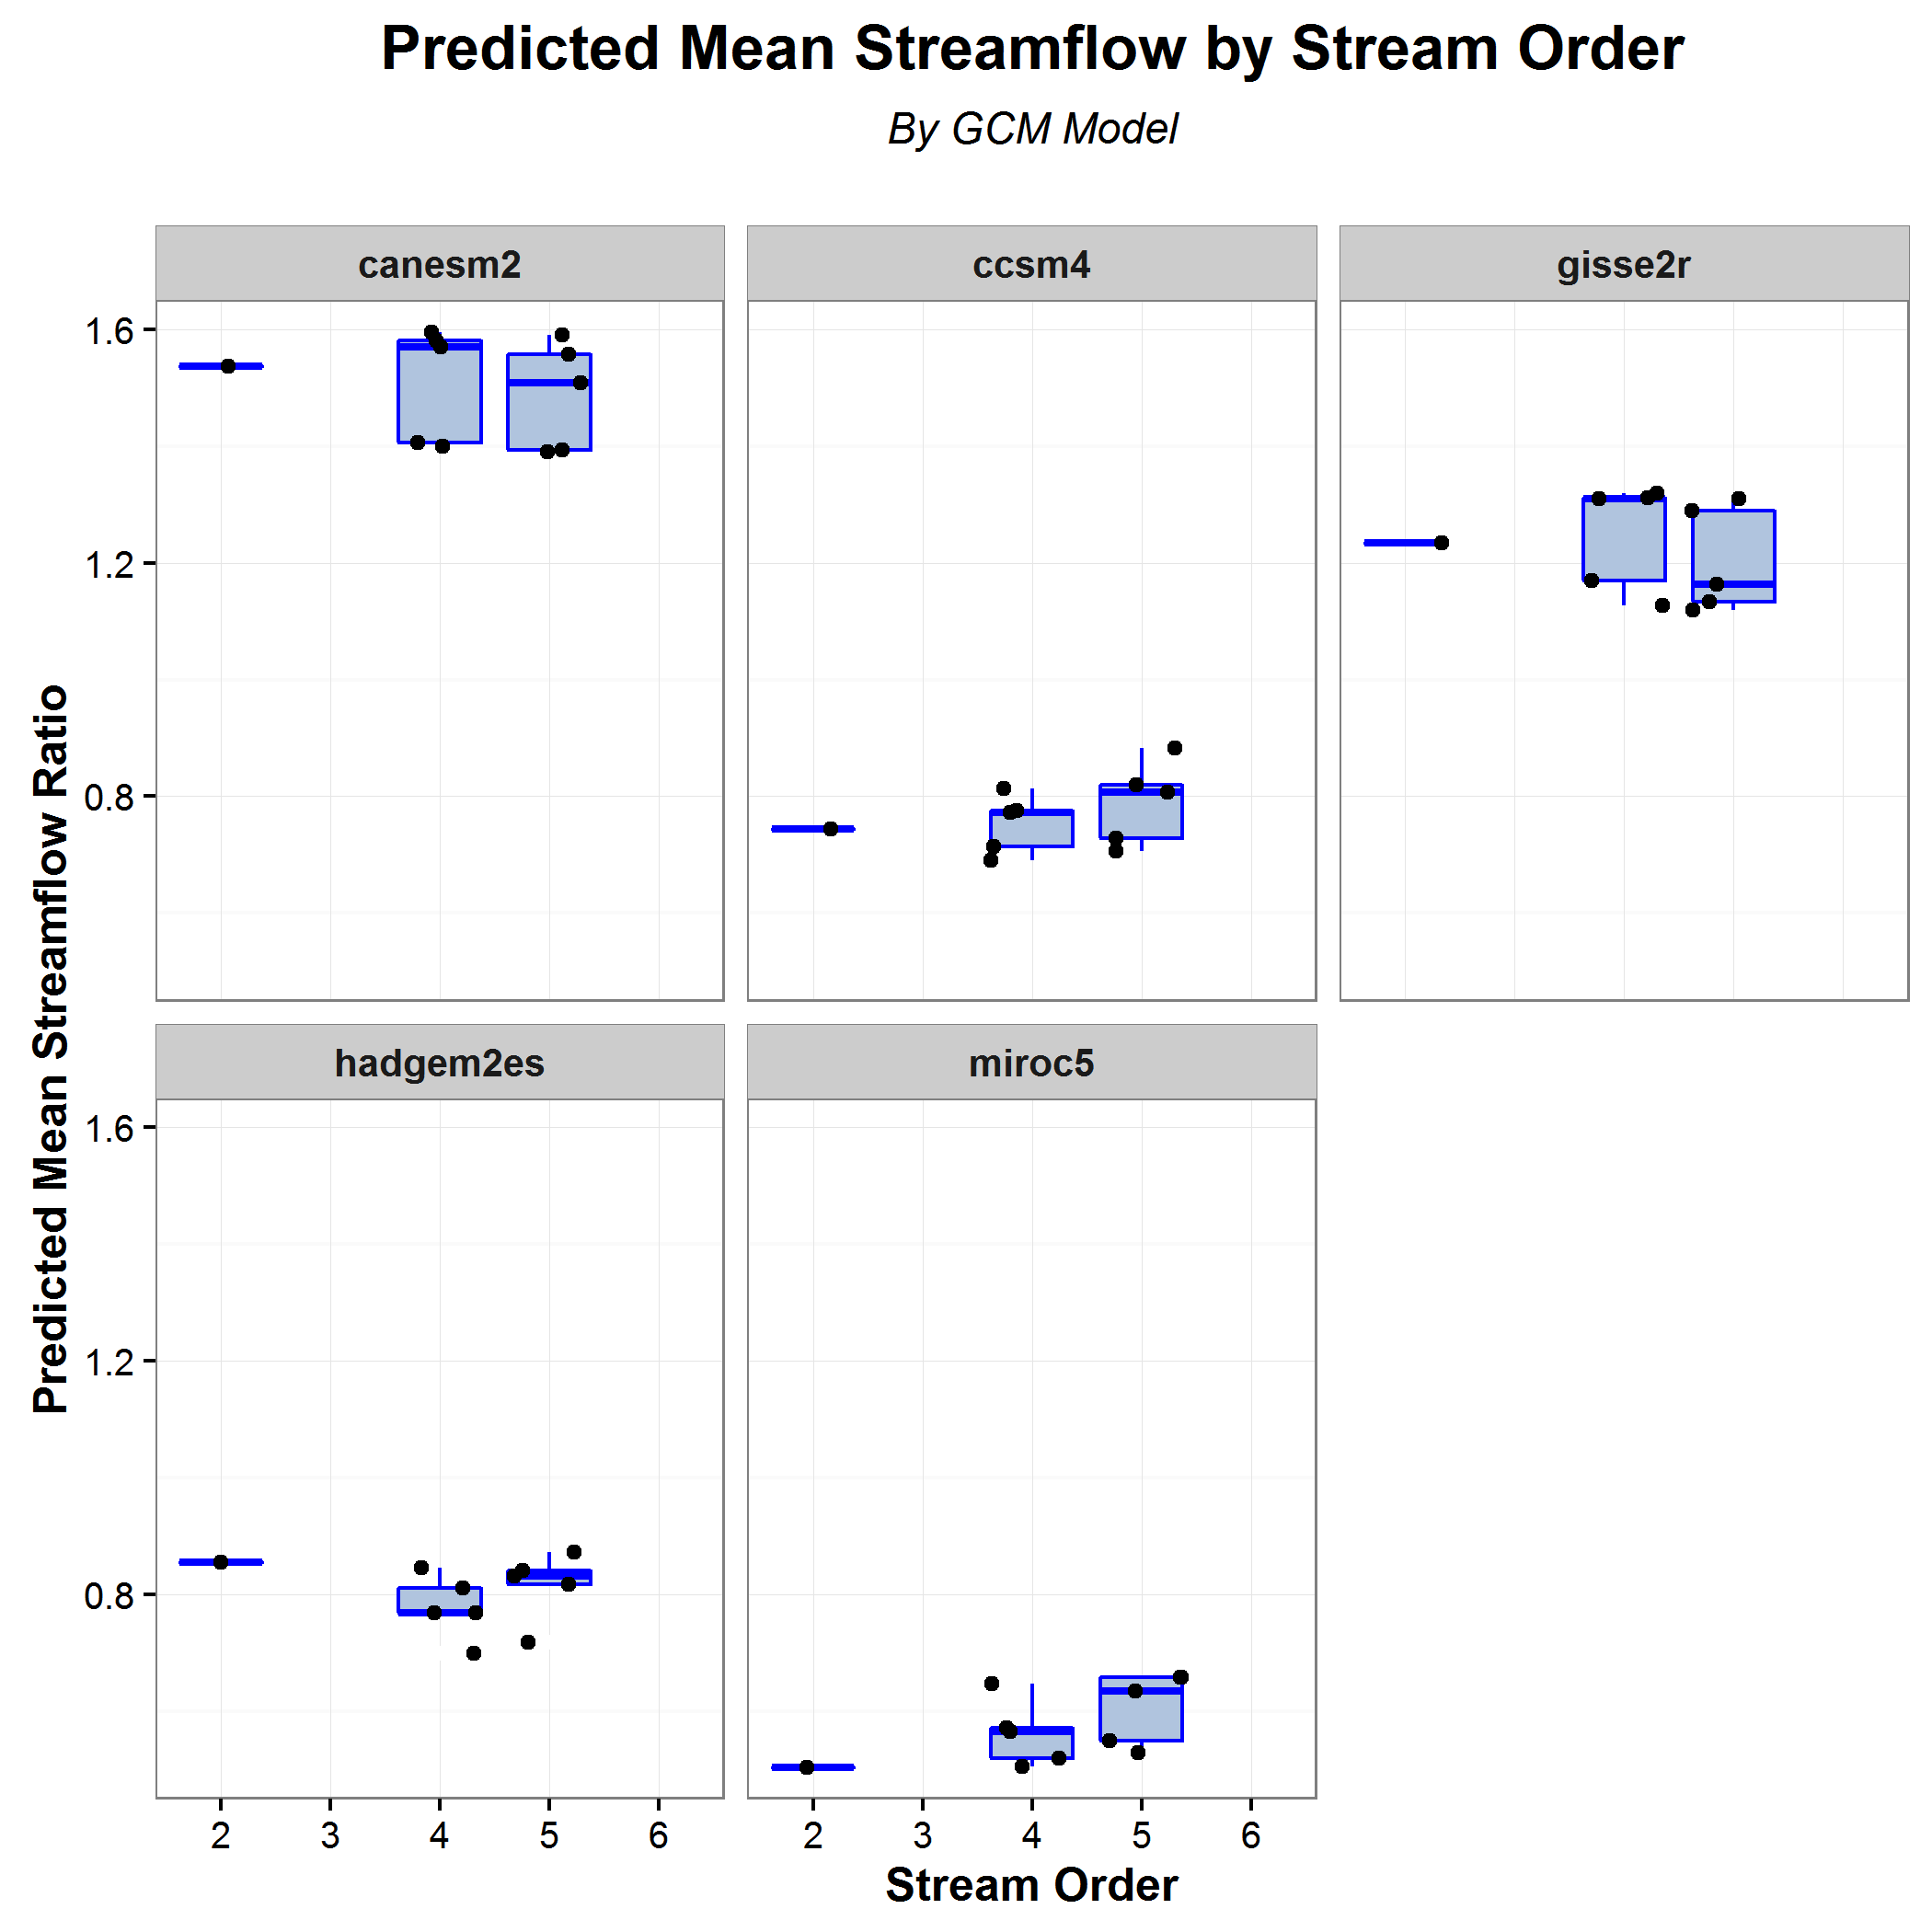 Predicted Mean Streamflow by Stream Order
By GCM Model
canesm2
ccsm4
gisse2r
1.6
1.2
0.8
Predicted Mean Streamflow Ratio
hadgem2es
miroc5
1.6
1.2
0.8
2 3 4 5 6
2 3 4 5 6
Stream Order